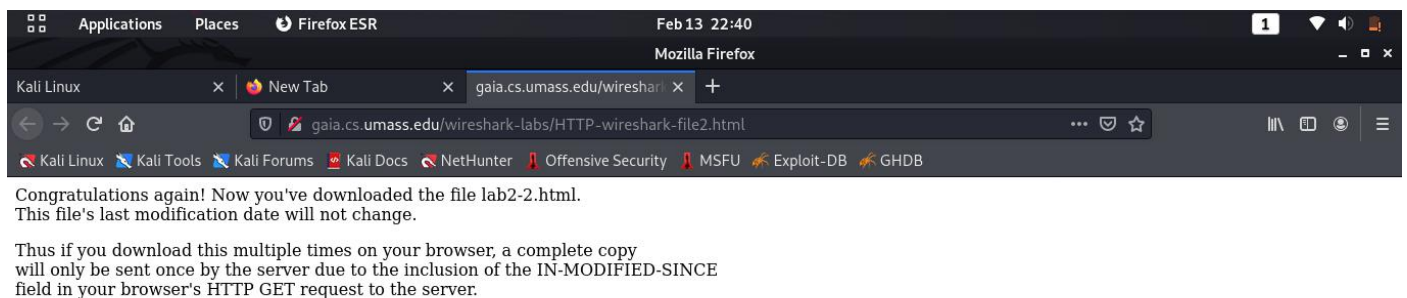 Applications Places Firefox ESR Feb 13 22:40 1
Mozilla Firefox
Kali Linux New Tab gaia.cs.umass.edu/wireshark
gaia.cs.umass.edu/wireshark-labs/HTTP-wireshark-file2.html
Kali Linux Kali Tools Kali Forums Kali Docs NetHunter Offensive Security MSFU Exploit-DB GHDB
Congratulations again! Now you've downloaded the file lab2-2.html.
This file's last modification date will not change.
Thus if you download this multiple times on your browser, a complete copy
will only be sent once by the server due to the inclusion of the IN-MODIFIED-SINCE
field in your browser's HTTP GET request to the server.